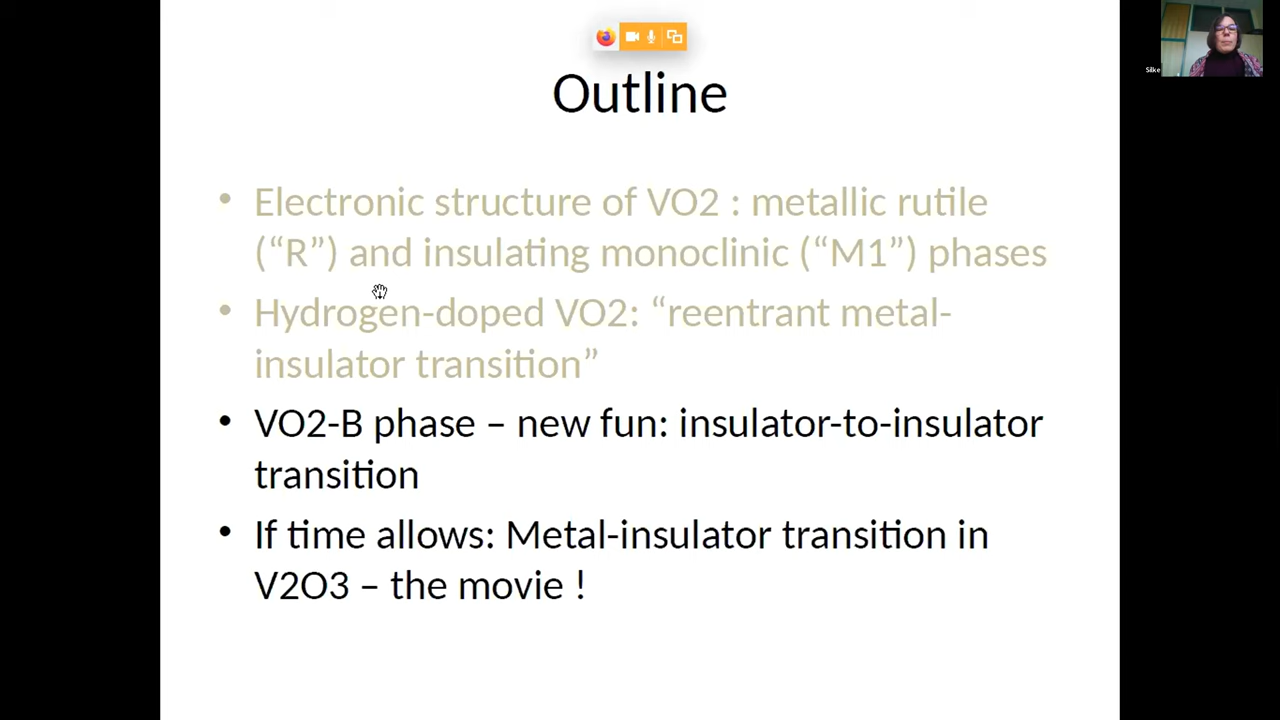 Outline
Silke
• Electronic structure of VO2 : metallic rutile
(“R”) and insulating monoclinic (“M1”) phases
• Hydrogen-doped VO2: “reentrant metal-
insulator transition”
• VO2-B phase – new fun: insulator-to-insulator
transition
• If time allows: Metal-insulator transition in
V2O3 – the movie !